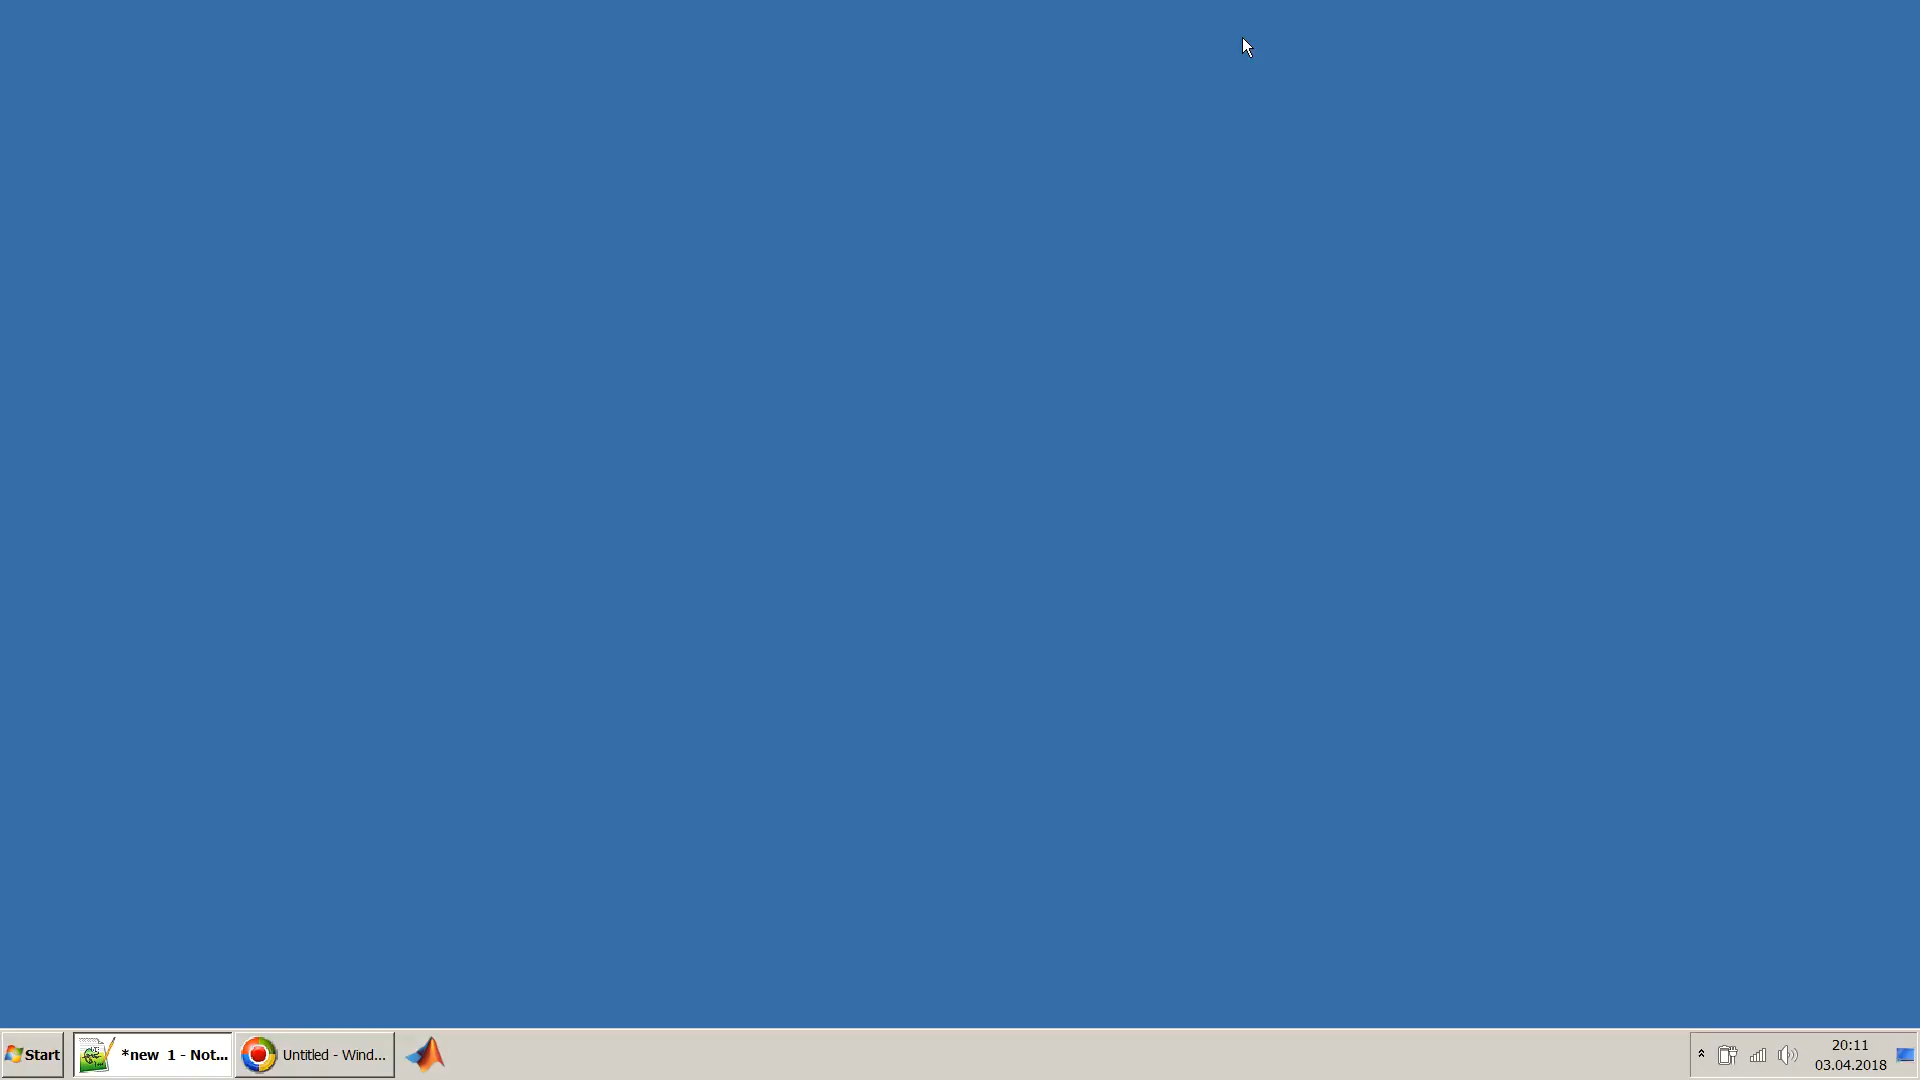 Start
*new 1 - Not...
Untitled - Wind...
20:11
03.04.2018